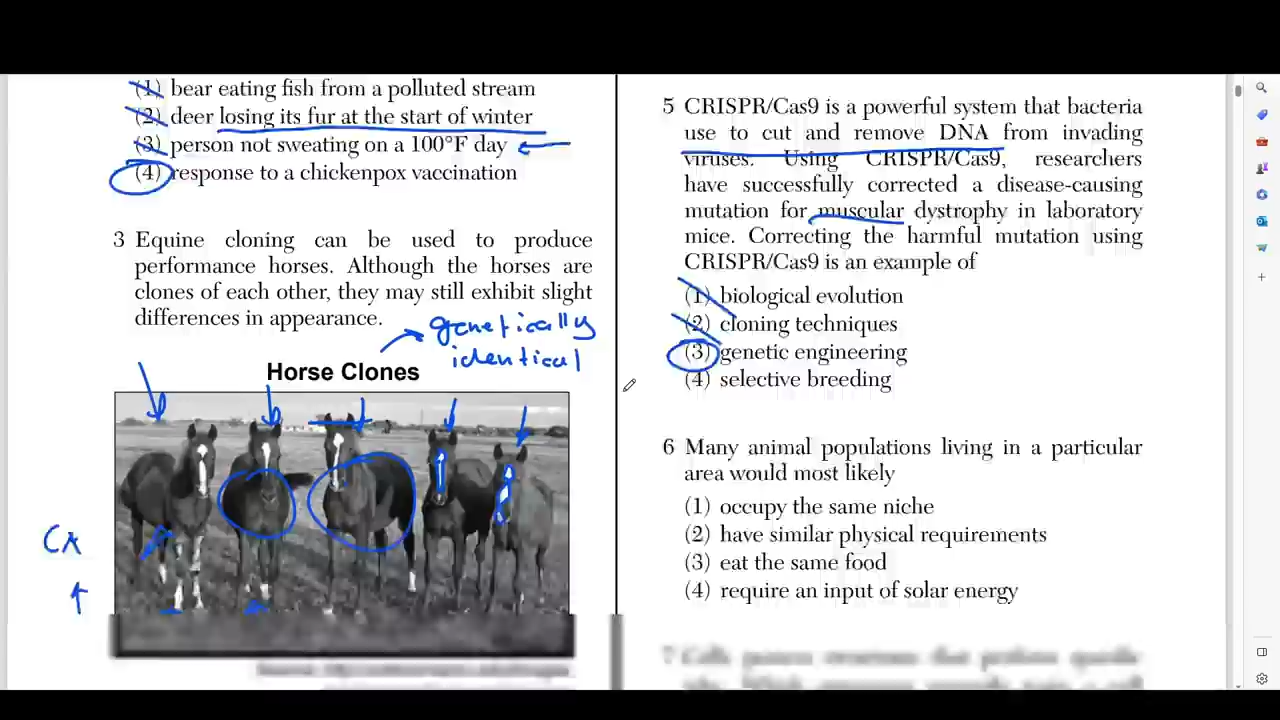 (1) bear eating fish from a polluted stream
(2) deer losing its fur at the start of winter
(3) person not sweating on a 100°F day
(4) response to a chickenpox vaccination
3 Equine cloning can be used to produce
performance horses. Although the horses are
clones of each other, they may still exhibit slight
differences in appearance.
genetically
identical
Horse Clones
5 CRISPR/Cas9 is a powerful system that bacteria
use to cut and remove DNA from invading
viruses. Using CRISPR/Cas9, researchers
have successfully corrected a disease-causing
mutation for muscular dystrophy in laboratory
mice. Correcting the harmful mutation using
CRISPR/Cas9 is an example of
(1) biological evolution
(2) cloning techniques
(3) genetic engineering
(4) selective breeding
6 Many animal populations living in a particular
area would most likely
(1) occupy the same niche
(2) have similar physical requirements
(3) eat the same food
(4) require an input of solar energy